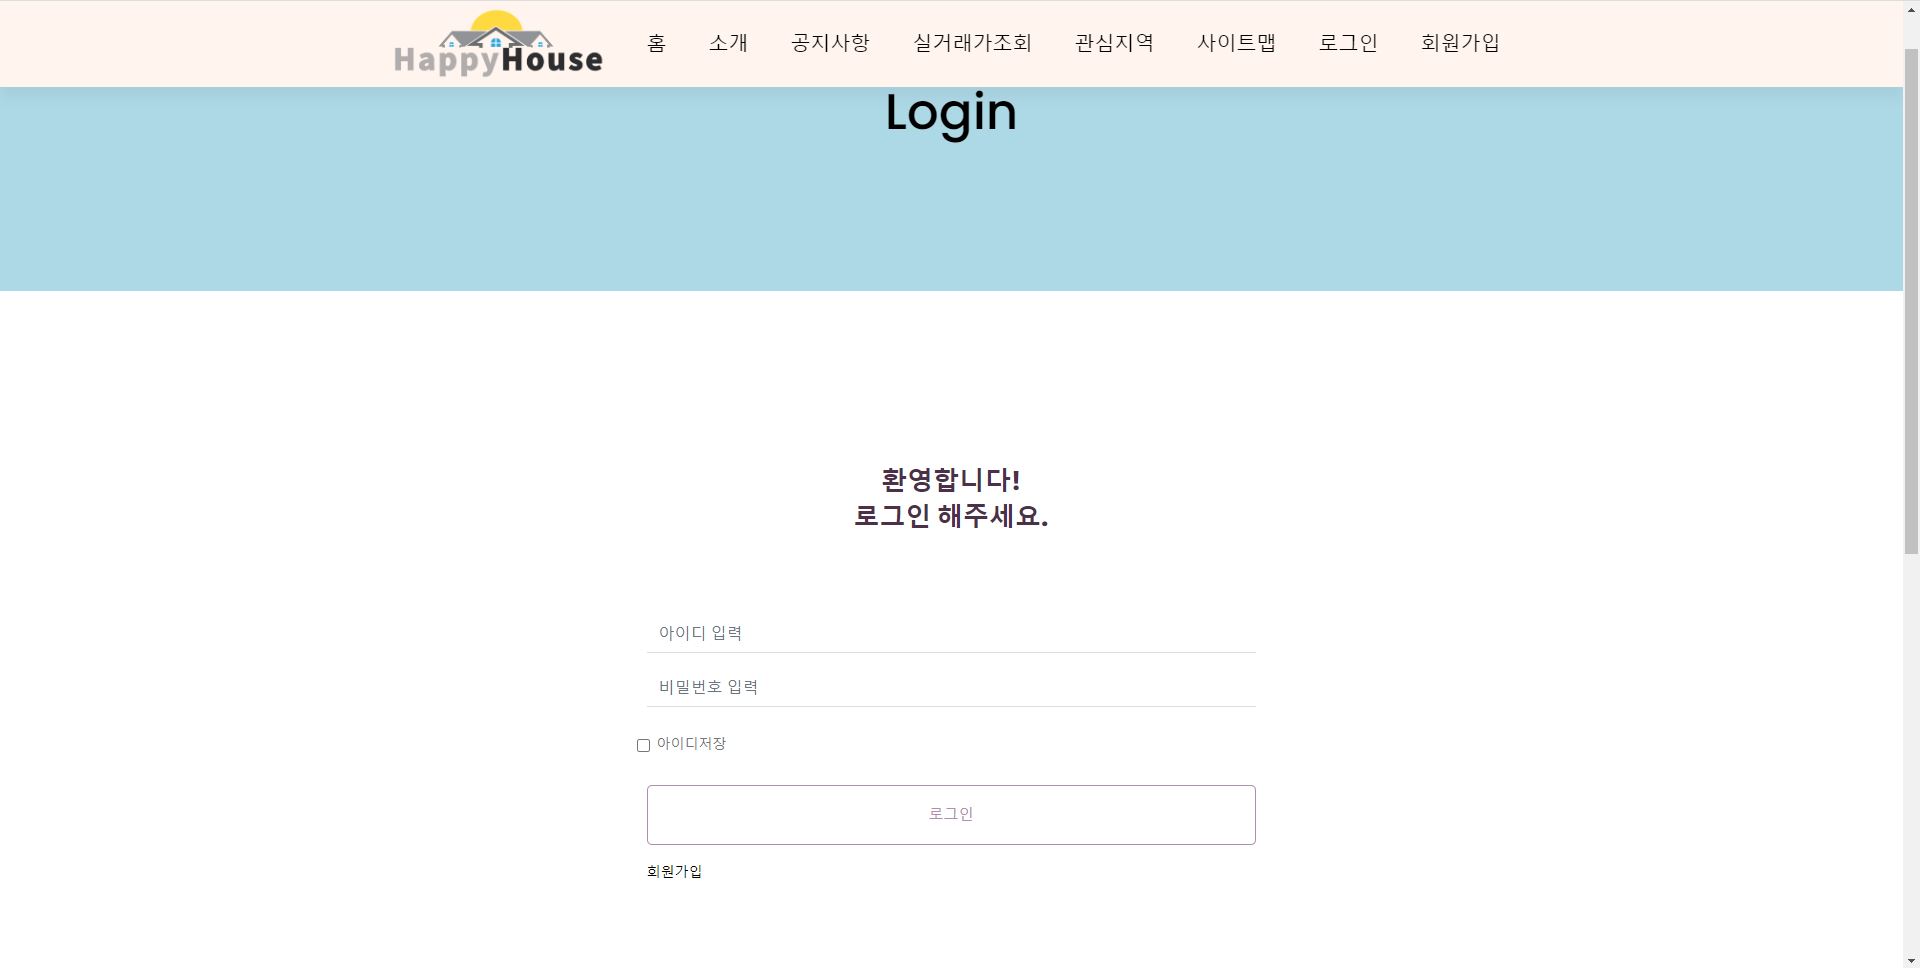 HappyHouse 홈 소개 공지사항 실거래가조회 관심지역 사이트맵 로그인 회원가입
Login
환영합니다!
로그인 해주세요.
아이디 입력
비밀번호 입력
아이디저장
로그인
회원가입